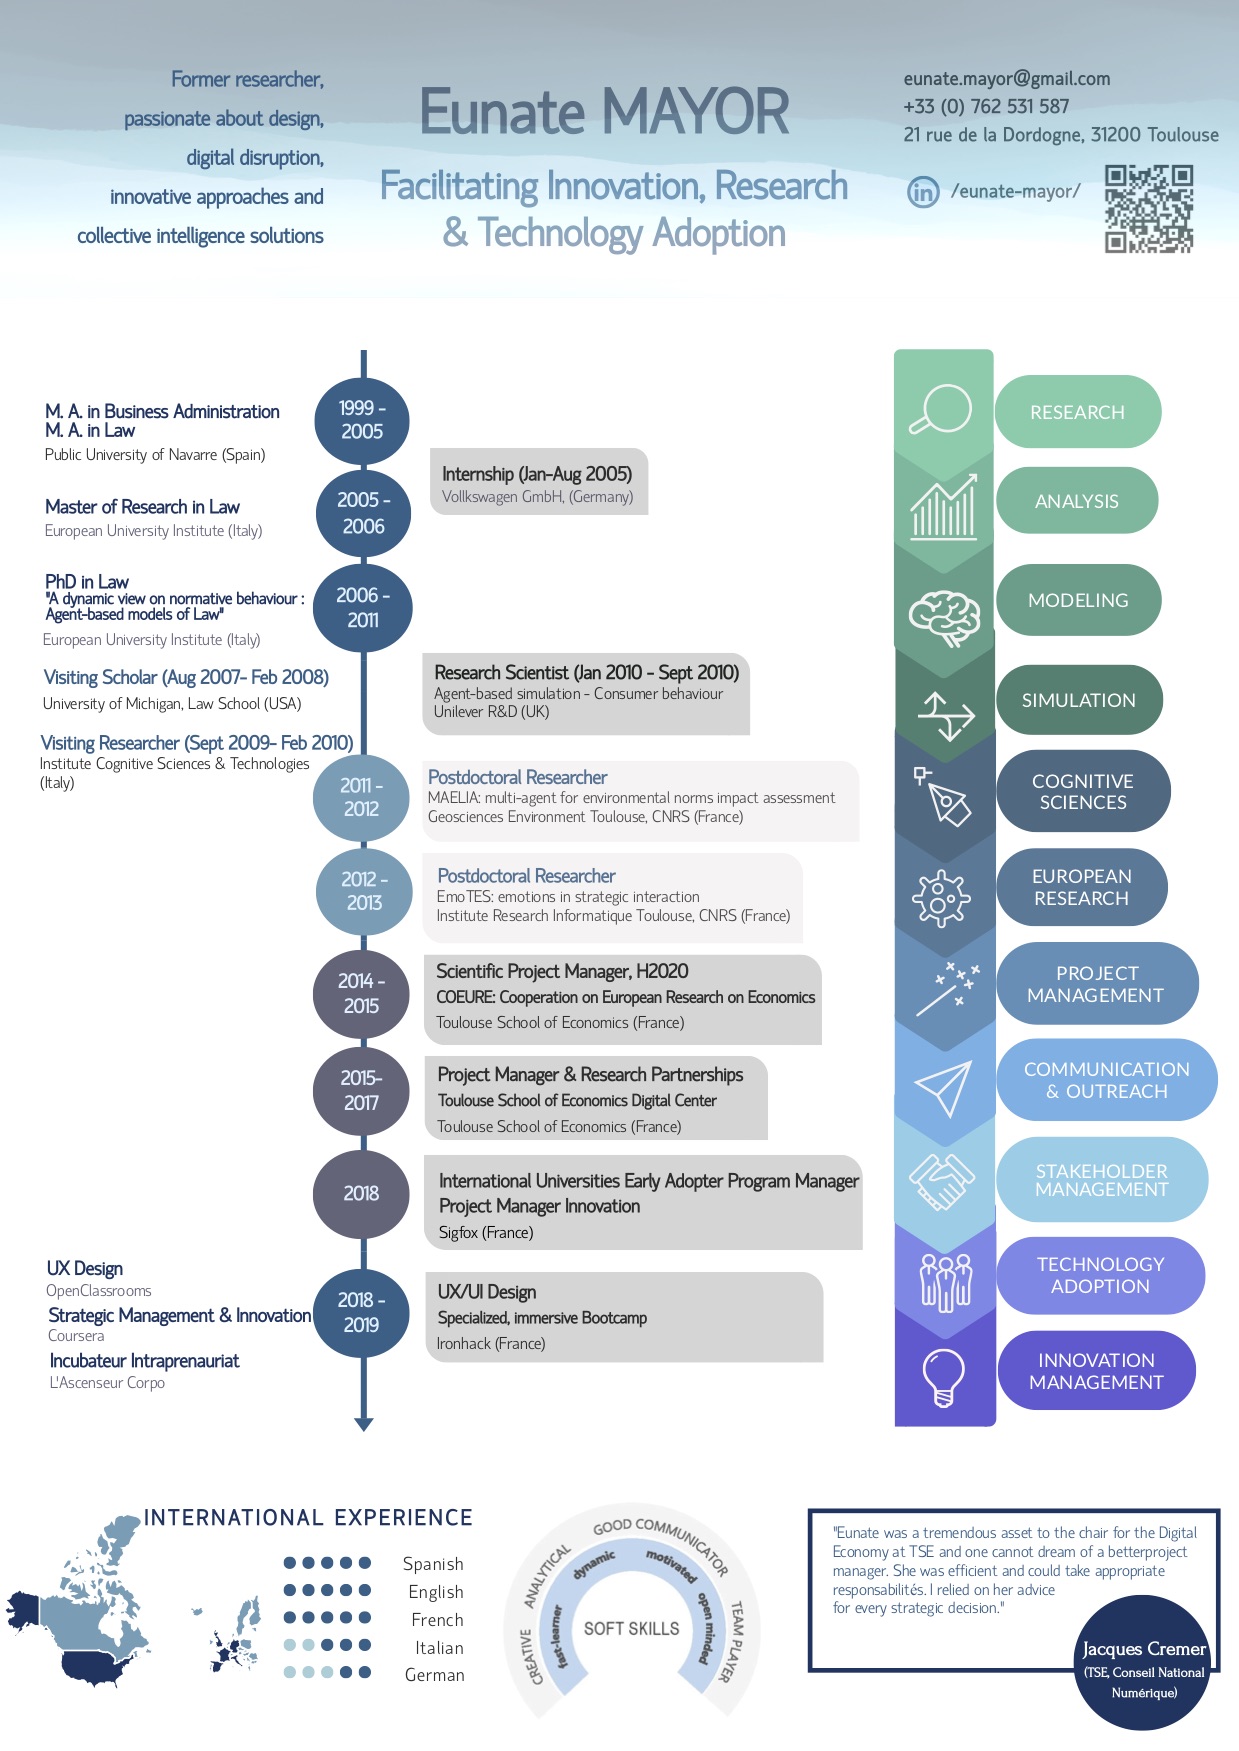 Former researcher,
passionate about design,
digital disruption,
innovative approaches and
collective intelligence solutions
Eunate MAYOR
Facilitating Innovation, Research
& Technology Adoption
eunate.mayor@gmail.com
+33 (0) 762 531 587
21 rue de la Dordogne, 31200 Toulouse
in /eunate-mayor/
M. A. in Business Administration
M. A. in Law
Public University of Navarre (Spain)
1999 -
2005
Internship (Jan-Aug 2005)
Vollkswagen GmbH, (Germany)
Master of Research in Law
European University Institute (Italy)
2005 -
2006
PhD in Law
"A dynamic view on normative behaviour :
Agent-based models of Law"
European University Institute (Italy)
2006 -
2011
Visiting Scholar (Aug 2007- Feb 2008)
University of Michigan, Law School (USA)
Research Scientist (Jan 2010 - Sept 2010)
Agent-based simulation - Consumer behaviour
Unilever R&D (UK)
Visiting Researcher (Sept 2009- Feb 2010)
Institute Cognitive Sciences & Technologies
(Italy)
2011 -
2012
Postdoctoral Researcher
MAELIA: multi-agent for environmental norms impact assessment
Geosciences Environment Toulouse, CNRS (France)
2012 -
2013
Postdoctoral Researcher
EmoTES: emotions in strategic interaction
Institute Research Informatique Toulouse, CNRS (France)
2014 -
2015
Scientific Project Manager, H2020
COEURE: Cooperation on European Research on Economics
Toulouse School of Economics (France)
2015-
2017
Project Manager & Research Partnerships
Toulouse School of Economics Digital Center
Toulouse School of Economics (France)
2018
International Universities Early Adopter Program Manager
Project Manager Innovation
Sigfox (France)
UX Design
OpenClassrooms
Strategic Management & Innovation
Coursera
Incubateur Intraprenauriat
L'Ascenseur Corpo
2018 -
2019
UX/UI Design
Specialized, immersive Bootcamp
Ironhack (France)
RESEARCH
ANALYSIS
MODELING
SIMULATION
COGNITIVE
SCIENCES
EUROPEAN
RESEARCH
PROJECT
MANAGEMENT
COMMUNICATION
& OUTREACH
STAKEHOLDER
MANAGEMENT
TECHNOLOGY
ADOPTION
INNOVATION
MANAGEMENT
INTERNATIONAL EXPERIENCE
Spanish
English
French
Italian
German
CREATIVE
ANALYTICAL
GOOD COMMUNICATOR
TEAM PLAYER
fast-learner
dynamic
motivated
open minded
SOFT SKILLS
"Eunate was a tremendous asset to the chair for the Digital
Economy at TSE and one cannot dream of a betterproject
manager. She was efficient and could take appropriate
responsabilités. I relied on her advice
for every strategic decision."
Jacques Cremer
(TSE, Conseil National
Numérique)